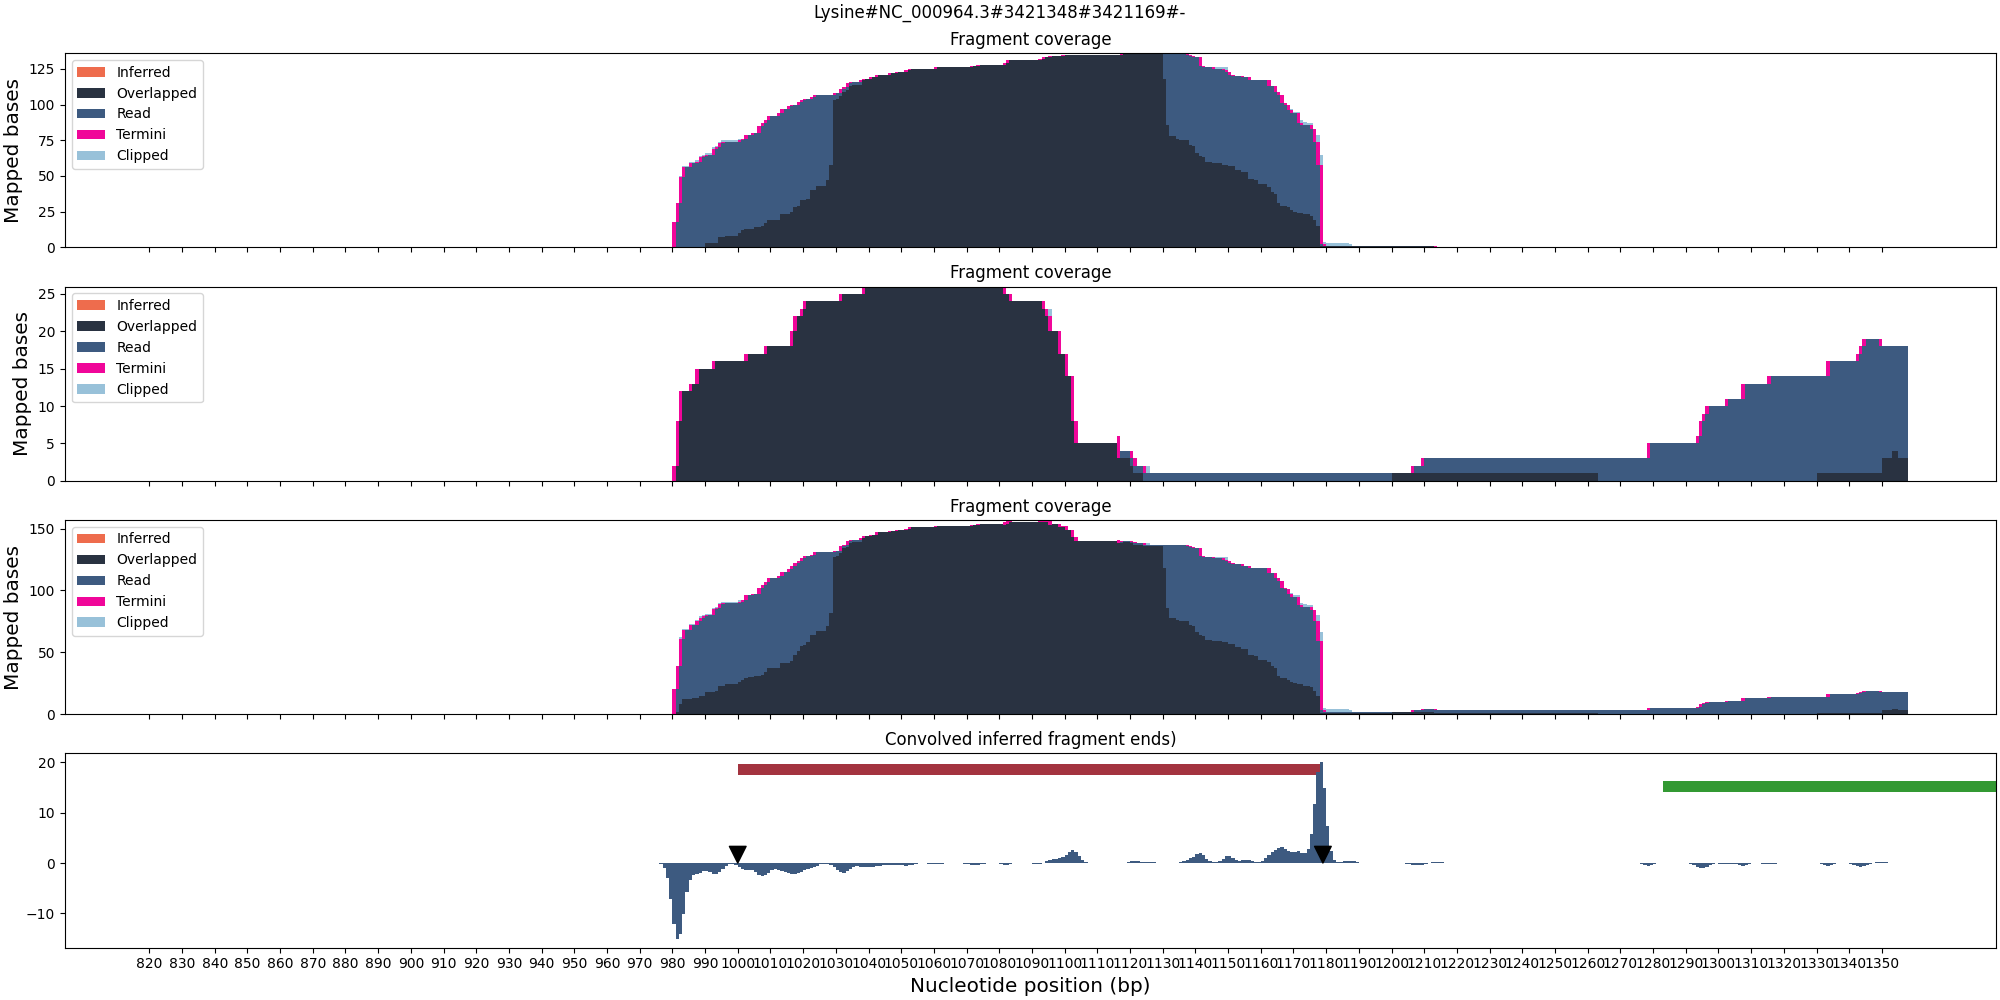 Lysine#NC_000964.3#3421348#3421169#-
Fragment coverage
Mapped bases
125
100
75
50
25
0
Inferred
Overlapped
Read
Termini
Clipped
Fragment coverage
Mapped bases
25
20
15
10
5
0
Inferred
Overlapped
Read
Termini
Clipped
Fragment coverage
Mapped bases
150
100
50
0
Inferred
Overlapped
Read
Termini
Clipped
Convolved inferred fragment ends)
20
10
0
−10
820 830 840 850 860 870 880 890 900 910 920 930 940 950 960 970 980 990 1000 1010 1020 1030 1040 1050 1060 1070 1080 1090 1100 1110 1120 1130 1140 1150 1160 1170 1180 1190 1200 1210 1220 1230 1240 1250 1260 1270 1280 1290 1300 1310 1320 1330 1340 1350
Nucleotide position (bp)